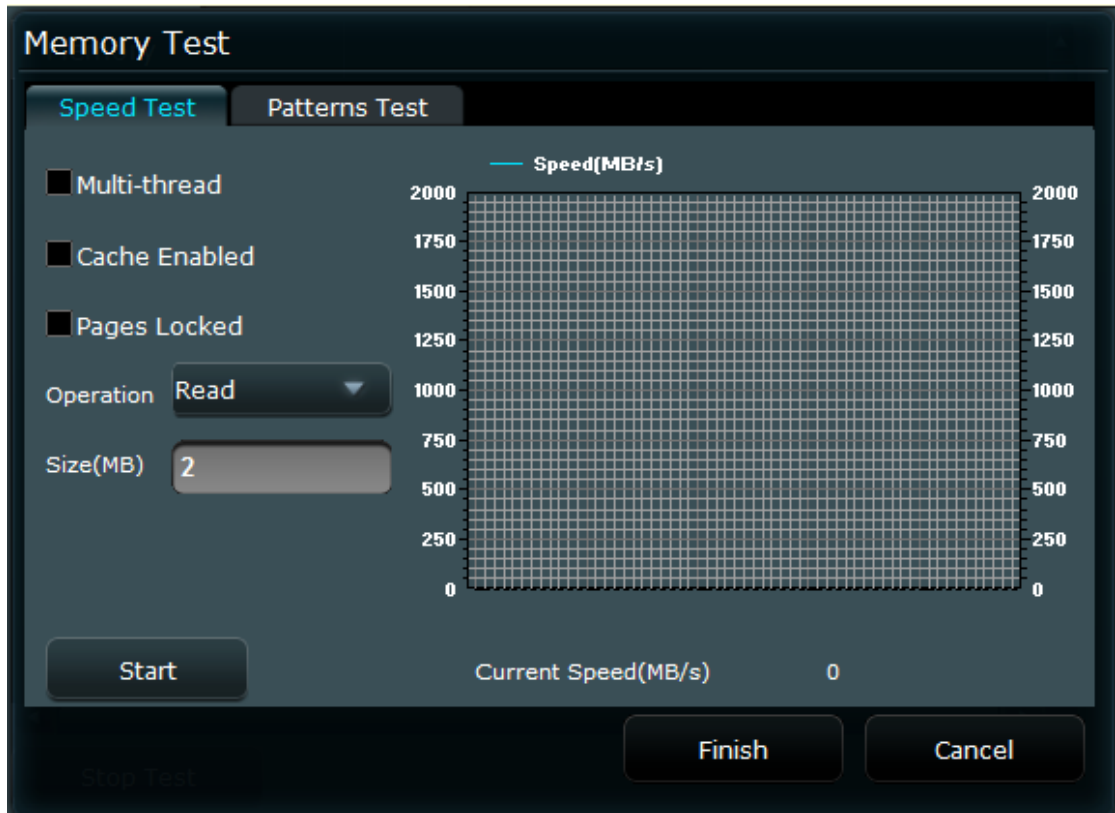 Memory Test
Speed Test Patterns Test
Multi-thread
Cache Enabled
Pages Locked
Operation Read
Size(MB) 2
Speed(MB/s)
2000 2000
1750 1750
1500 1500
1250 1250
1000 1000
750 750
500 500
250 250
0 0
Start
Current Speed(MB/s) 0
Finish Cancel
Stop Test